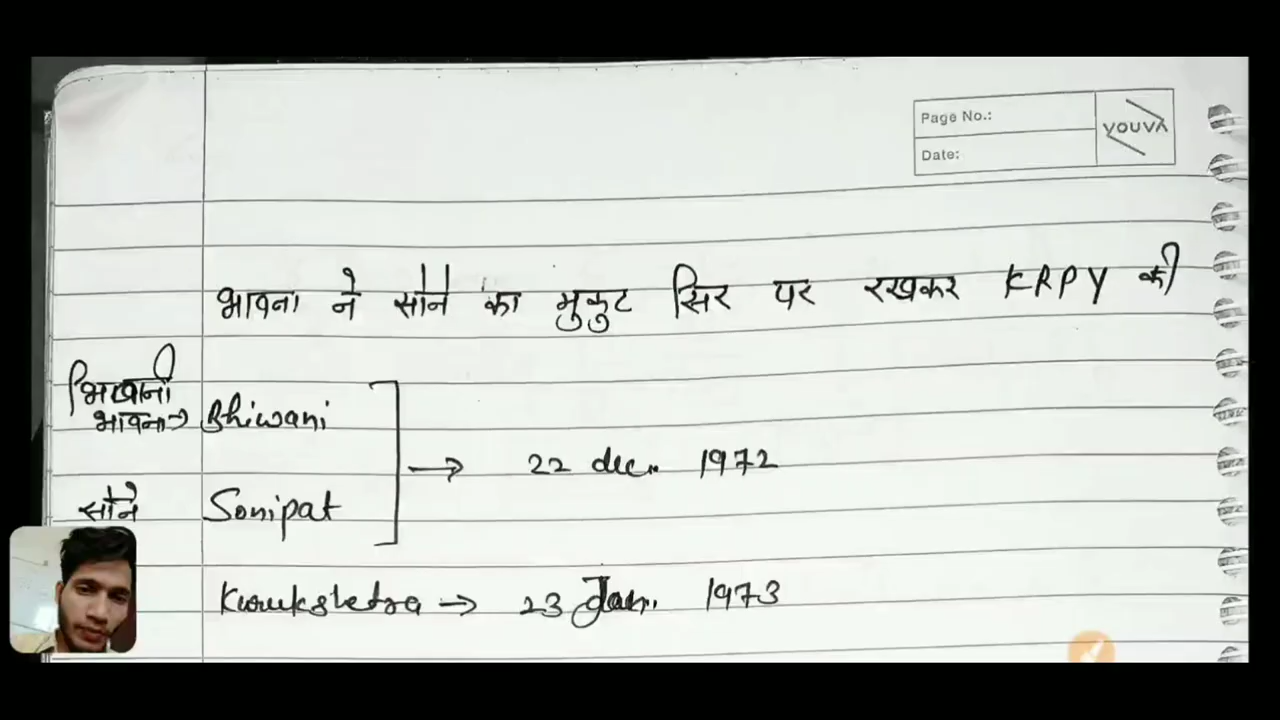 Page No.:
Date:
YOUVA
भावना ने सोने का मुकुट सिर पर रखकर KRPY की
भिवानी
भावना → Bhiwani
→ 22 dec. 1972
सोने Sonipat
Kurukshetra → 23 Jan. 1973